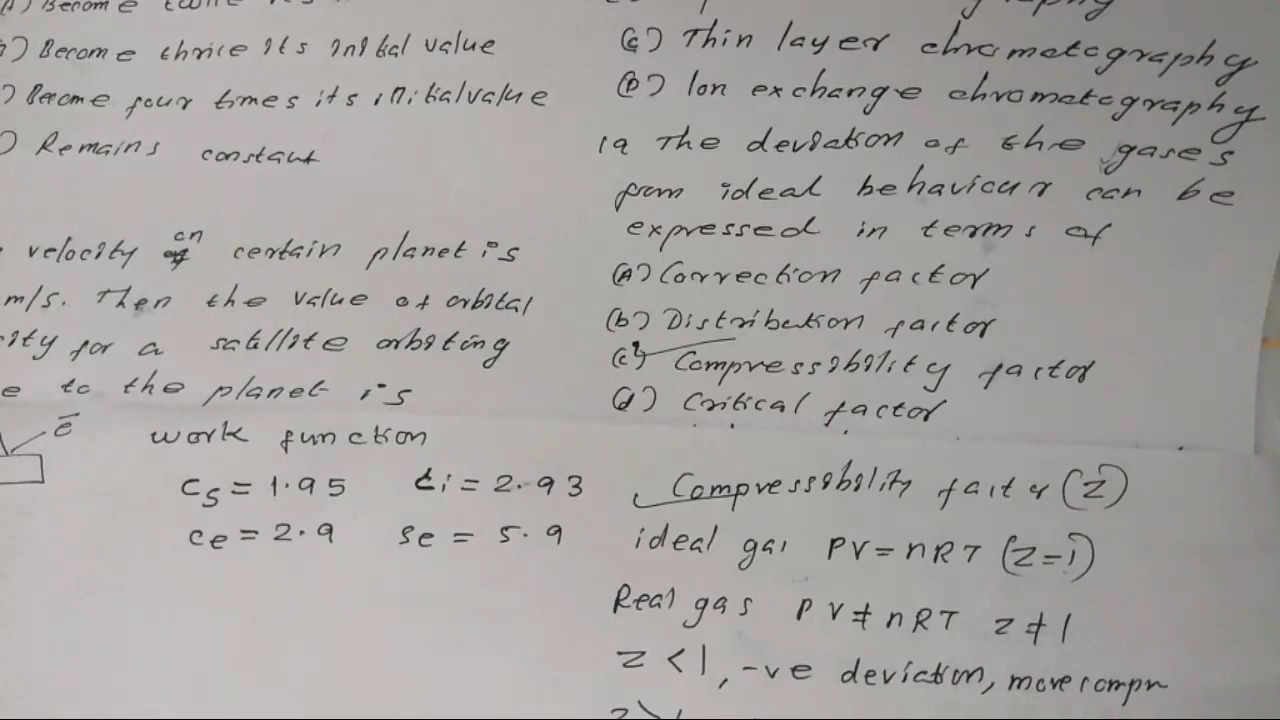 Become
Become thrice its initial value
Become four times its initial value
Remains constant
velocity on certain planet is
m/s. Then the value of orbital
ity for a satellite orbiting
e to the planet is
ē work function
Cs = 1.95 ti = 2.93
ce = 2.9 se = 5.9
(c) Thin layer chromatography
(D) Ion exchange chromatography
19 The deviation of the gases
from ideal behaviour can be
expressed in terms of
(A) Correction factor
(b) Distribution factor
(c) Compressibility factor
(d) Critical factor
Compressibility factor (Z)
ideal gas PV = nRT (Z=1)
Real gas PV ≠ nRT Z ≠ 1
Z < 1, -ve deviation, more compr